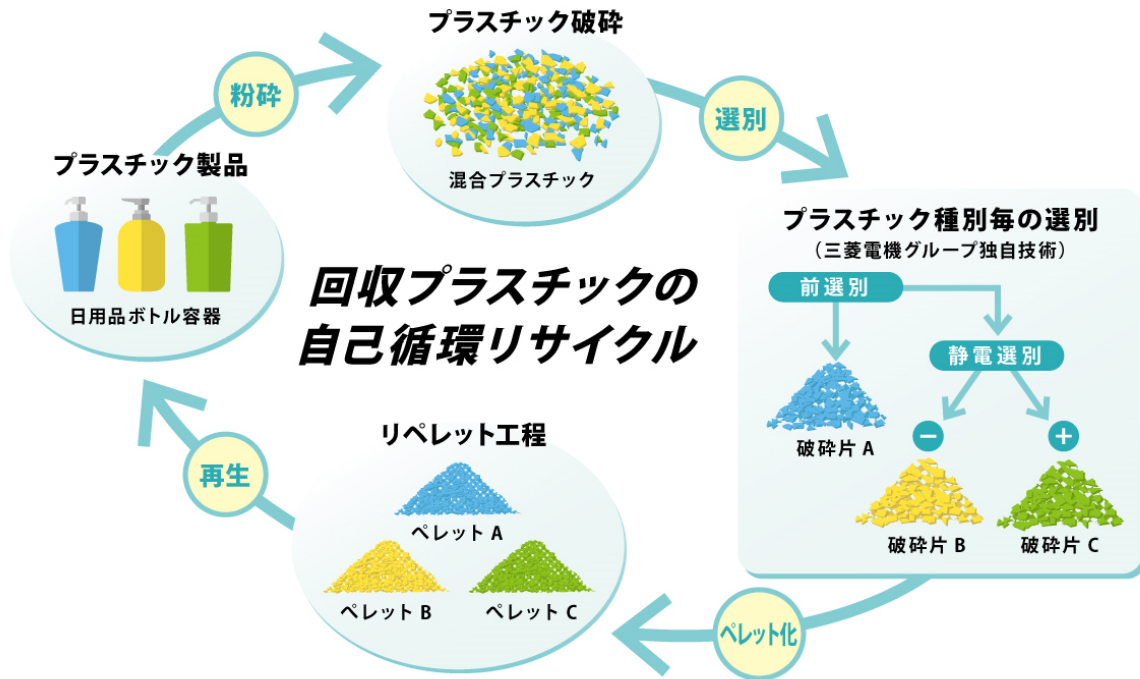 プラスチック破砕
混合プラスチック
粉砕
選別
プラスチック製品
日用品ボトル容器
回収プラスチックの
自己循環リサイクル
プラスチック種別毎の選別
（三菱電機グループ独自技術）
前選別
静電選別
破砕片 A
−
+
破砕片 B
破砕片 C
ペレット化
リペレット工程
ペレット A
ペレット B
ペレット C
再生